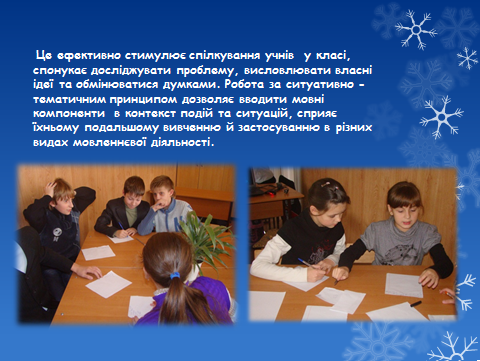 Це ефективно стимулює спілкування учнів у класі,
спонукає досліджувати проблему, висловлювати власні
ідеї та обмінюватися думками. Робота за ситуативно -
тематичним принципом дозволяє вводити мовні
компоненти в контекст подій та ситуацій, сприяє
їхньому подальшому вивченню й застосуванню в різних
видах мовленнєвої діяльності.